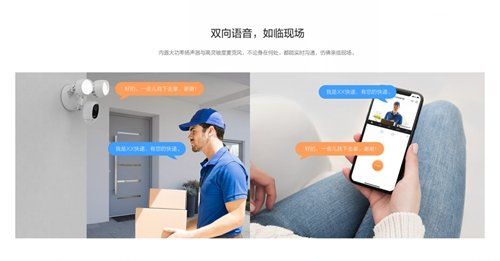 双向语音，如临现场
内置大功率扬声器与高灵敏度麦克风，不论身在何处，都能实时沟通，仿佛亲临现场。
好的，一会儿我下去拿，谢谢！
我是XX快递，有您的快递。
我是XX快递，有您的快递。
好的，一会儿我下去拿，谢谢！